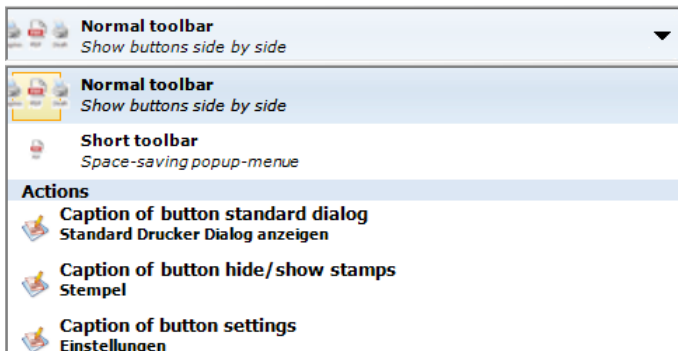 Normal toolbar
Show buttons side by side
Normal toolbar
Show buttons side by side
Short toolbar
Space-saving popup-menue
Actions
Caption of button standard dialog
Standard Drucker Dialog anzeigen
Caption of button hide/show stamps
Stempel
Caption of button settings
Einstellungen